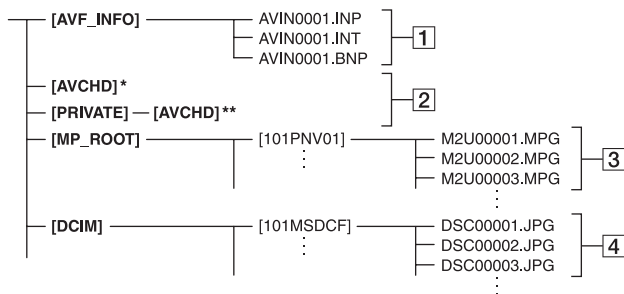 [AVF_INFO] AVIN0001.INP
AVIN0001.INT 1
AVIN0001.BNP
[AVCHD]*
2
[PRIVATE] [AVCHD]**
[MP_ROOT] [101PNV01] M2U00001.MPG
M2U00002.MPG 3
M2U00003.MPG
[DCIM] [101MSDCF] DSC00001.JPG
DSC00002.JPG 4
DSC00003.JPG